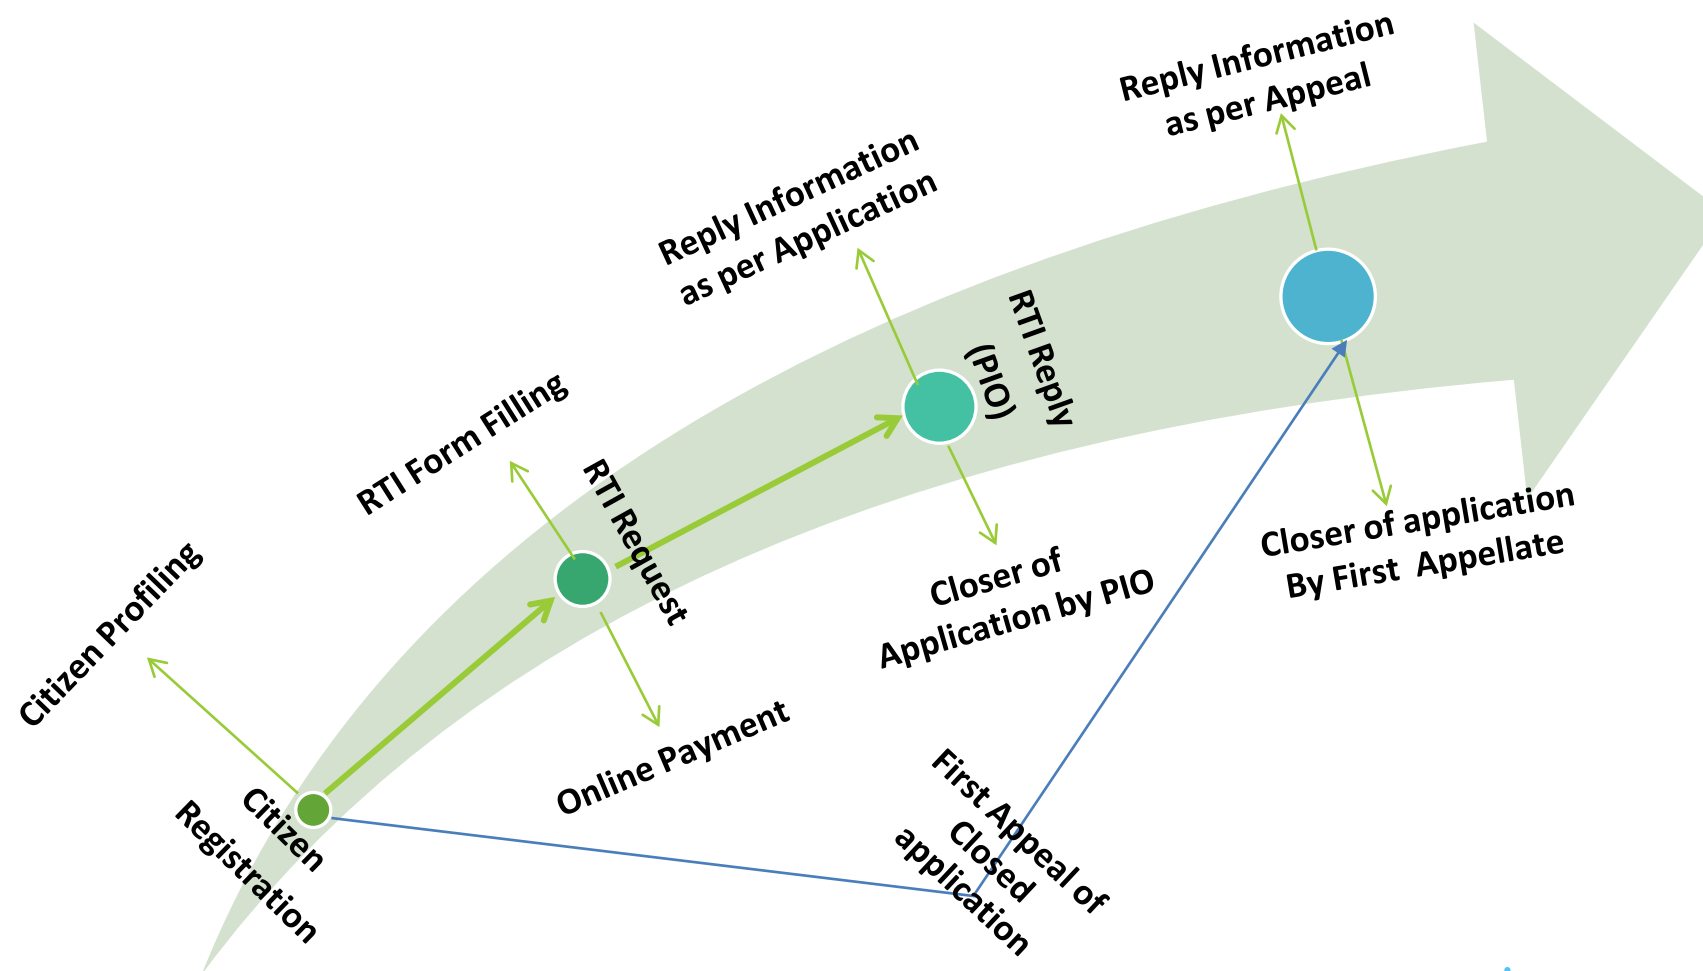 Reply Information
as per Appeal
Reply Information
as per Application
RTI Reply
(PIO)
RTI Form Filling
RTI Request
Closer of application
By First  Appellate
Closer of
Application by PIO
Citizen Profiling
Online Payment
Citizen
Registration
First Appeal of
Closed
application